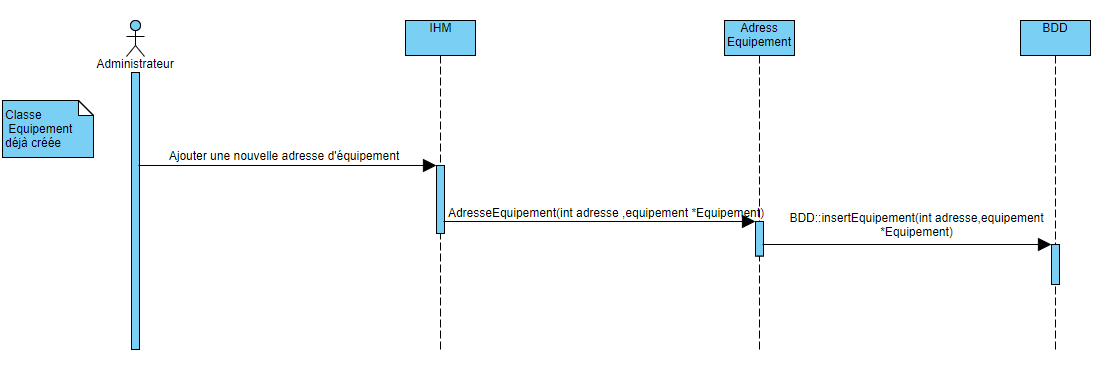 IHM
Adress
Equipement
BDD
Administrateur
Classe
Equipement
déjà créée
Ajouter une nouvelle adresse d'équipement
AdresseEquipement(int adresse ,equipement *Equipement)
BDD::insertEquipement(int adresse,equipement
*Equipement)